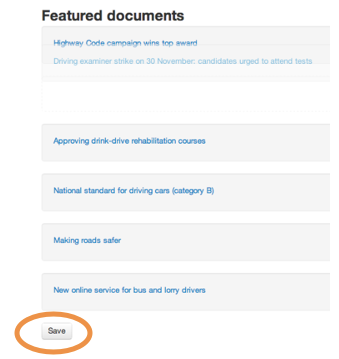 Featured documents
Highway Code campaign wins top award
Driving examiner strike on 30 November: candidates urged to attend tests
Approving drink-drive rehabilitation courses
National standard for driving cars (category B)
Making roads safer
New online service for bus and lorry drivers
Save